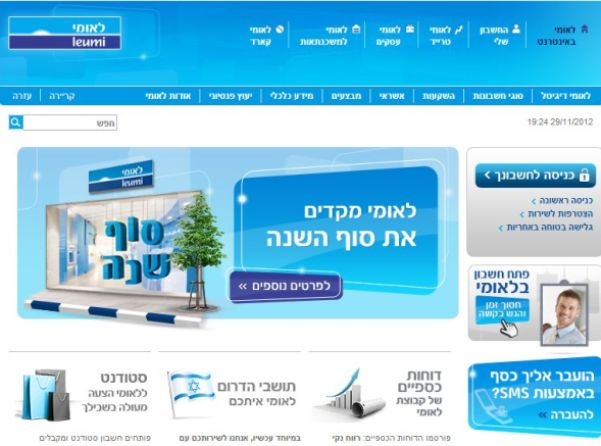 לאומי
leumi
לאומי
באינטרנט
החשבון
שלי
לאומי
טרייד
לאומי
עסקים
לאומי
למשכנתאות
לאומי
קארד
לאומי דיגיטל
סוגי חשבונות
השקעות
אשראי
מבצעים
מידע כלכלי
יעוץ פנסיוני
אודות לאומי
קריירה
עזרה
19:24 29/11/2012
חפש
כניסה לחשבונך
כניסה ראשונה
הצטרפות לשירות
גלישה בטוחה באחריות
לאומי
leumi
סוף
שנה
לאומי מקדים
את סוף השנה
לפרטים נוספים
פתח חשבון
בלאומי
חסוך זמן
והגש בקשה
הועבר אליך כסף
באמצעות SMS?
להעברה
דוחות
כספיים
של קבוצת
לאומי
פורסמו הדוחות הכספיים: רווח נקי
תושבי הדרום
לאומי איתכם
במיוחד עכשיו, אנחנו לשירותכם עם
סטודנט
ללאומי הצעה
מעולה בשבילך
פותחים חשבון סטודנט ומקבלים